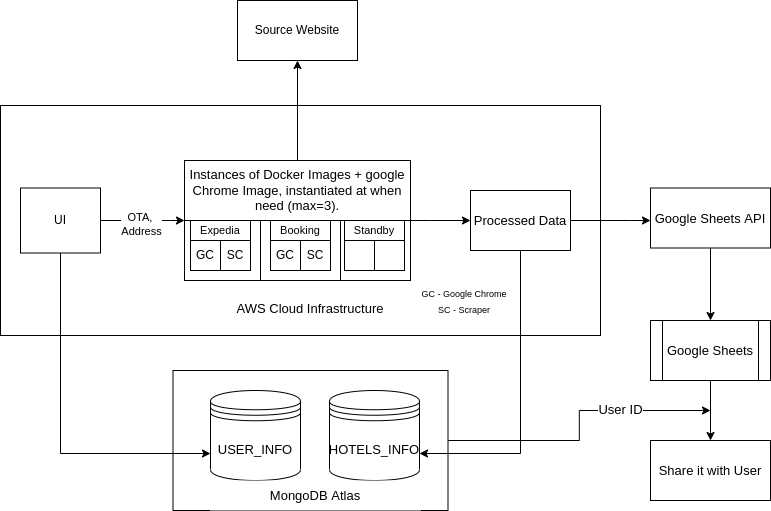 Source Website
Instances of Docker Images + google
Chrome Image, instantiated at when
need (max=3).
UI
OTA,
Address
Expedia
Booking
Standby
GC
SC
GC
SC
Processed Data
Google Sheets API
GC - Google Chrome
SC - Scraper
AWS Cloud Infrastructure
Google Sheets
User ID
USER_INFO
HOTELS_INFO
MongoDB Atlas
Share it with User